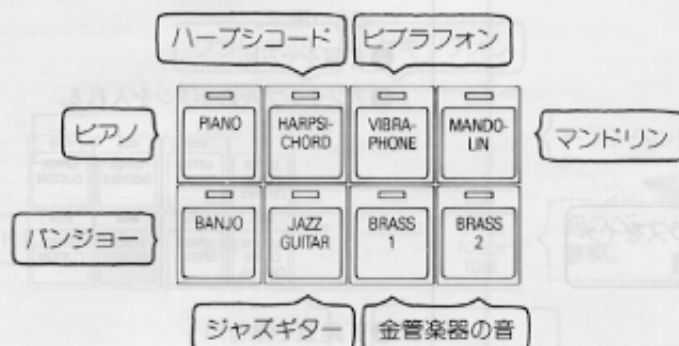 ハープシコード
ビブラフォン
ピアノ
PIANO
HARPSI-
CHORD
VIBRA-
PHONE
MANDO-
LIN
マンドリン
バンジョー
BANJO
JAZZ
GUITAR
BRASS
1
BRASS
2
ジャズギター
金管楽器の音